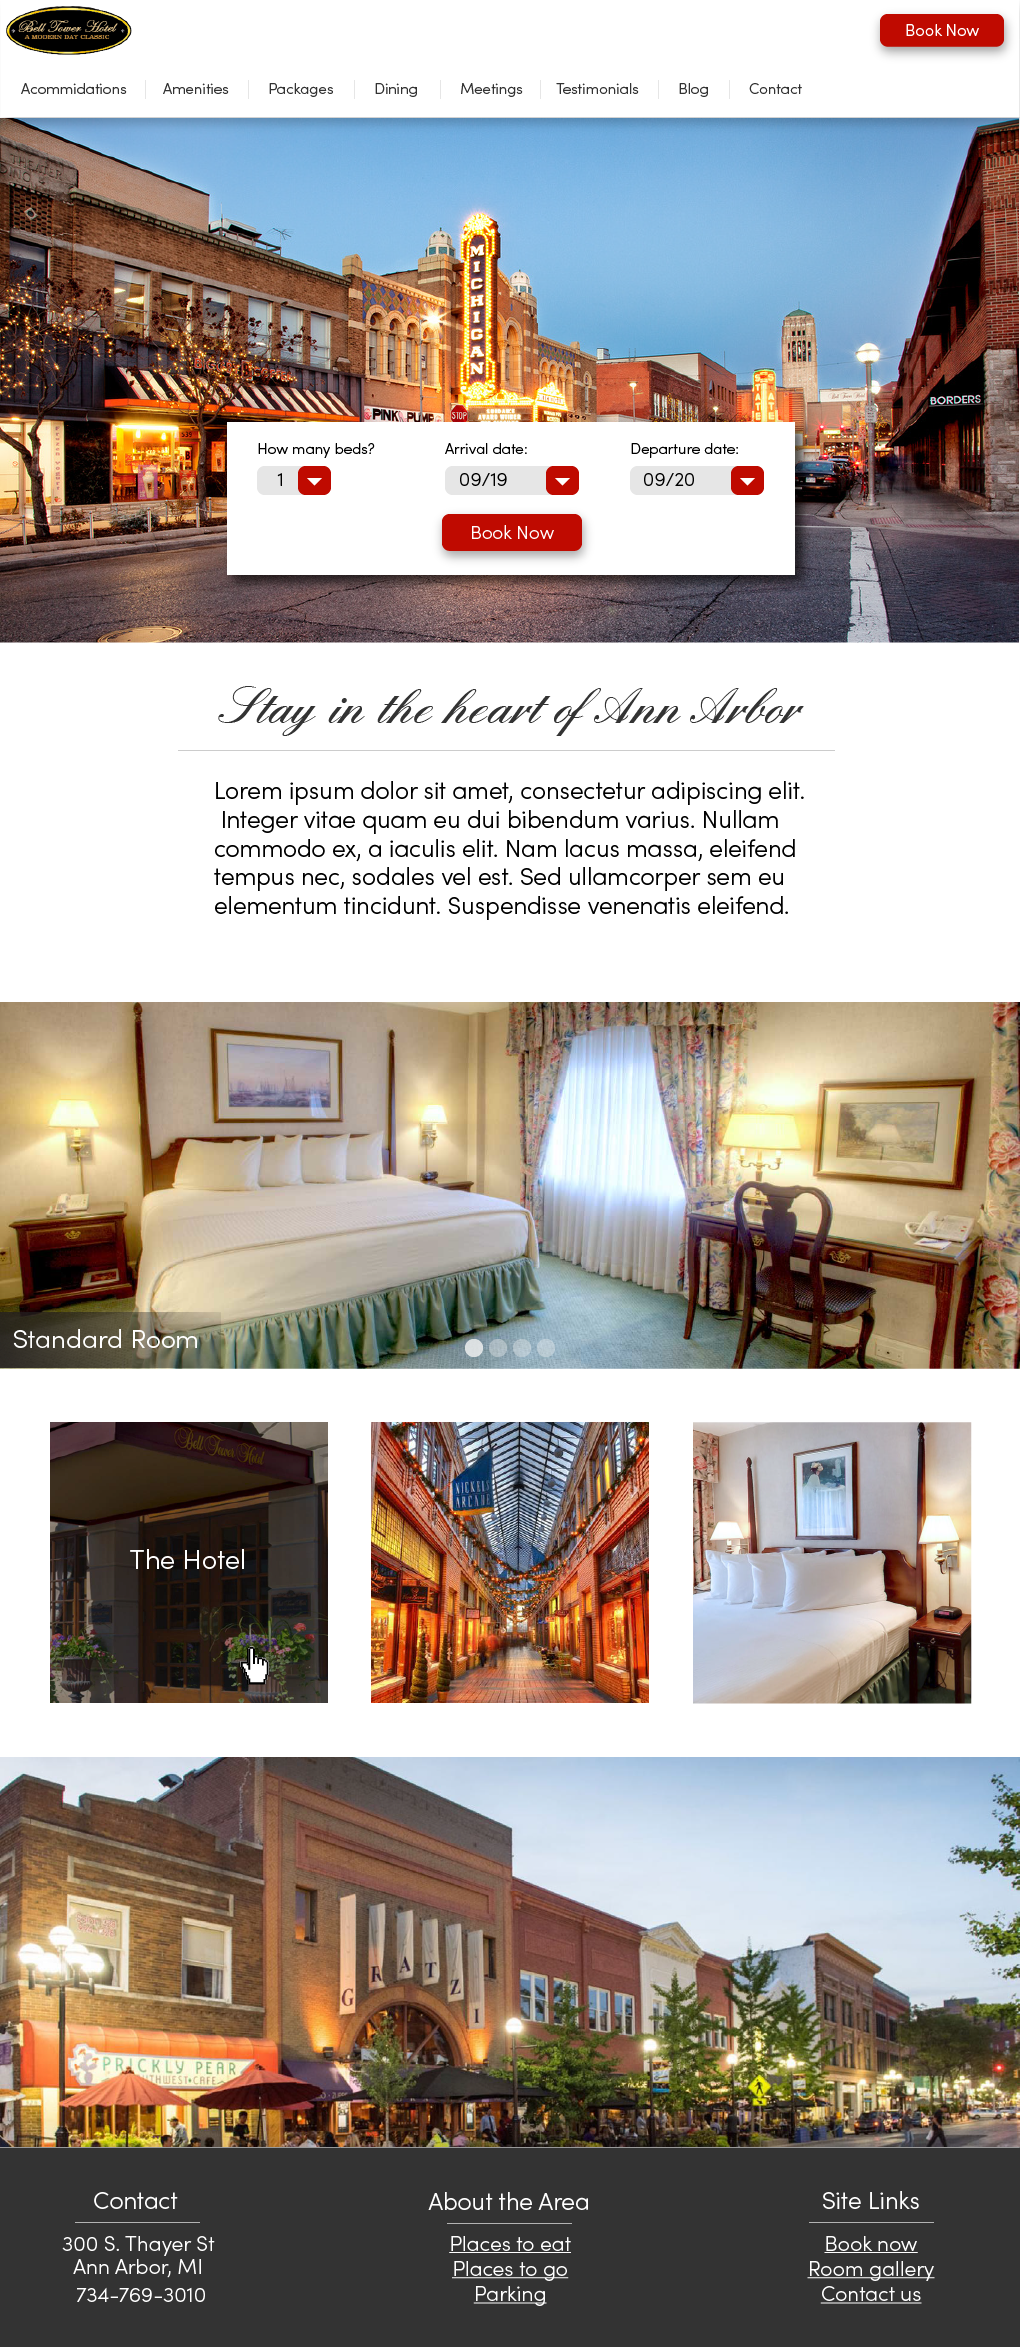 Bell Tower Hotel
A MODERN DAY CLASSIC
Book Now
Acommidations
Amenities
Packages
Dining
Meetings
Testimonials
Blog
Contact
THEATER
MICHIGAN
PINK PUMP
STOP
BORDERS
How many beds?
Arrival date:
Departure date:
1
09/19
09/20
Book Now
Stay in the heart of Ann Arbor
Lorem ipsum dolor sit amet, consectetur adipiscing elit.
Integer vitae quam eu dui bibendum varius. Nullam
commodo ex, a iaculis elit. Nam lacus massa, eleifend
tempus nec, sodales vel est. Sed ullamcorper sem eu
elementum tincidunt. Suspendisse venenatis eleifend.
Standard Room
Bell Tower Hotel
The Hotel
NICKELS
ARCADE
GRATZI
PRICKLY PEAR
SOUTHWEST CAFE
Contact
300 S. Thayer St
Ann Arbor, MI
734-769-3010
About the Area
Places to eat
Places to go
Parking
Site Links
Book now
Room gallery
Contact us